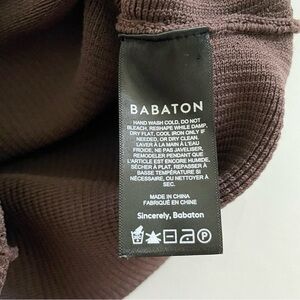 BABATON
HAND WASH COLD, DO NOT
BLEACH, RESHAPE WHILE DAMP,
DRY FLAT. COOL IRON ONLY IF
NEEDED, OR DRY CLEAN.
LAVER À LA MAIN À L'EAU
FROIDE, NE PAS JAVELISER,
REMODELER PENDANT QUE
L'ARTICLE EST ENCORE HUMIDE,
SÉCHER À PLAT, REPASSER À
BASSE TEMPÉRATURE SI
NÉCESSAIRE, OU NETTOYER À
SEC.
MADE IN CHINA
FABRIQUÉ EN CHINE
Sincerely, Babaton
P